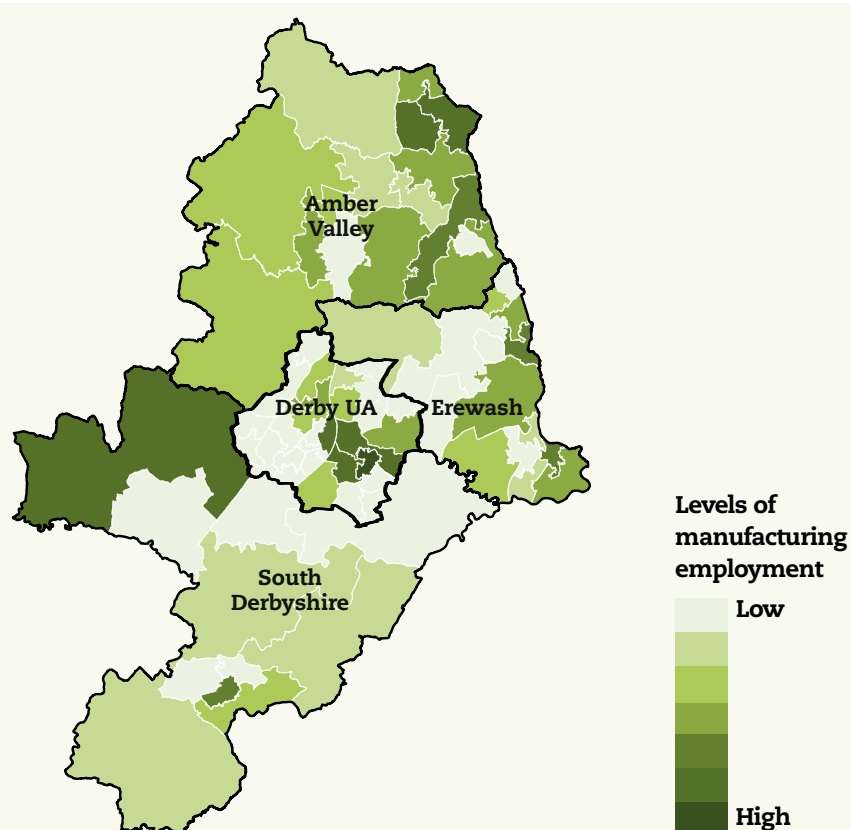 Amber
Valley
Derby UA
Erewash
South
Derbyshire
Levels of
manufacturing
employment
Low
High